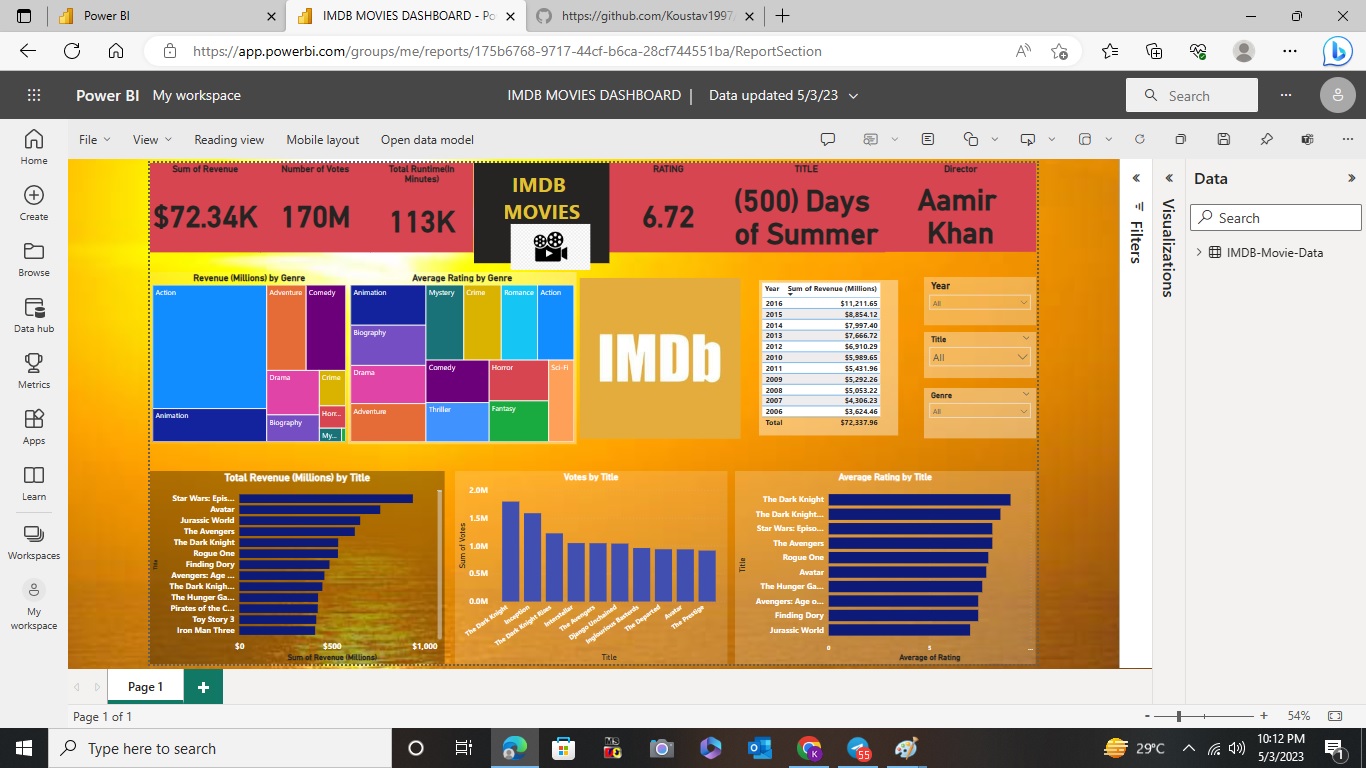 Power BI
IMDB MOVIES DASHBOARD - Po
https://github.com/Koustav1997
https://app.powerbi.com/groups/me/reports/175b6768-9717-44cf-b6ca-28cf744551ba/ReportSection
Power BI My workspace
IMDB MOVIES DASHBOARD | Data updated 5/3/23
Search
Home
Create
Browse
Data hub
Metrics
Apps
Learn
Workspaces
My
workspace
File View Reading view Mobile layout Open data model
Sum of Revenue
$72.34K
Number of Votes
170M
Total Runtime(In
Minutes)
113K
IMDB
MOVIES
RATING
6.72
TITLE
(500) Days
of Summer
Director
Aamir
Khan
Revenue (Millions) by Genre
Action
Adventure
Comedy
Drama
Crime
Horr...
Animation
Biography
My...
Average Rating by Genre
Animation
Mystery
Crime
Romance
Action
Biography
Drama
Comedy
Horror
Sci-Fi
Adventure
Thriller
Fantasy
IMDb
Year Sum of Revenue (Millions)
2016 $11,211.65
2015 $8,854.12
2014 $7,997.40
2013 $7,666.72
2012 $6,910.29
2010 $5,989.65
2011 $5,431.96
2009 $5,292.26
2008 $5,053.22
2007 $4,306.23
2006 $3,624.46
Total $72,337.96
Year
All
Title
All
Genre
All
Total Revenue (Millions) by Title
Title
Star Wars: Epis...
Avatar
Jurassic World
The Avengers
The Dark Knight
Rogue One
Finding Dory
Avengers: Age ...
The Dark Knigh...
The Hunger Ga...
Pirates of the C...
Toy Story 3
Iron Man Three
$0 $500 $1,000
Sum of Revenue (Millions)
Votes by Title
Sum of Votes
2.0M
1.5M
1.0M
0.5M
0.0M
The Dark Knight
Inception
The Dark Knight Rises
Interstellar
The Avengers
Django Unchained
Inglourious Basterds
The Departed
Avatar
The Prestige
Title
Average Rating by Title
Title
The Dark Knight
The Dark Knight...
Star Wars: Episo...
The Avengers
Rogue One
Avatar
The Hunger Ga...
Avengers: Age o...
Finding Dory
Jurassic World
0 5 ...
Average of Rating
Filters
Visualizations
Data
Search
IMDB-Movie-Data
Page 1
Page 1 of 1
- + 54%
Type here to search
55
29°C
10:12 PM
5/3/2023
1